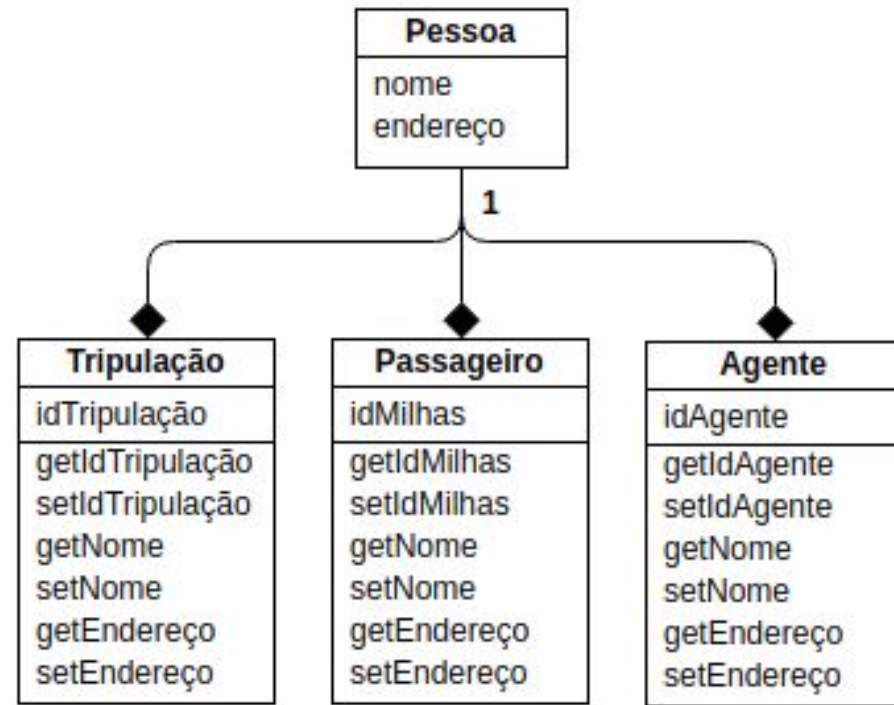 Pessoa
nome
endereço
1
Tripulação
idTripulação
getIdTripulação
setIdTripulação
getNome
setNome
getEndereço
setEndereço
Passageiro
idMilhas
getIdMilhas
setIdMilhas
getNome
setNome
getEndereço
setEndereço
Agente
idAgente
getIdAgente
setIdAgente
getNome
setNome
getEndereço
setEndereço